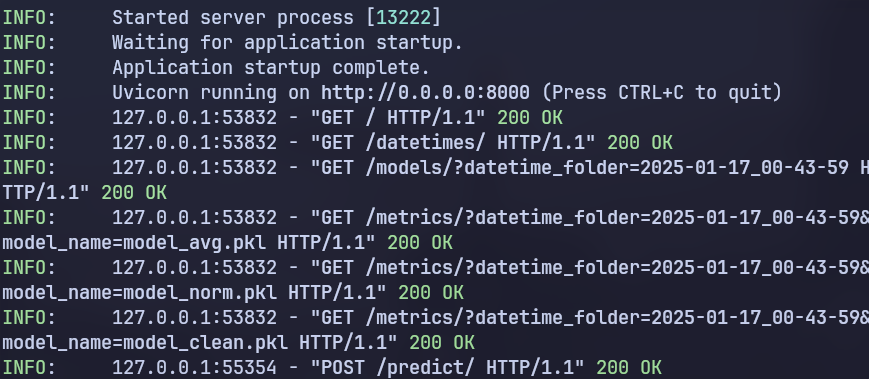 INFO:     Started server process [13222]
INFO:     Waiting for application startup.
INFO:     Application startup complete.
INFO:     Uvicorn running on http://0.0.0.0:8000 (Press CTRL+C to quit)
INFO:     127.0.0.1:53832 - "GET / HTTP/1.1" 200 OK
INFO:     127.0.0.1:53832 - "GET /datetimes/ HTTP/1.1" 200 OK
INFO:     127.0.0.1:53832 - "GET /models/?datetime_folder=2025-01-17_00-43-59 H
TTP/1.1" 200 OK
INFO:     127.0.0.1:53832 - "GET /metrics/?datetime_folder=2025-01-17_00-43-59&
model_name=model_avg.pkl HTTP/1.1" 200 OK
INFO:     127.0.0.1:53832 - "GET /metrics/?datetime_folder=2025-01-17_00-43-59&
model_name=model_norm.pkl HTTP/1.1" 200 OK
INFO:     127.0.0.1:53832 - "GET /metrics/?datetime_folder=2025-01-17_00-43-59&
model_name=model_clean.pkl HTTP/1.1" 200 OK
INFO:     127.0.0.1:55354 - "POST /predict/ HTTP/1.1" 200 OK